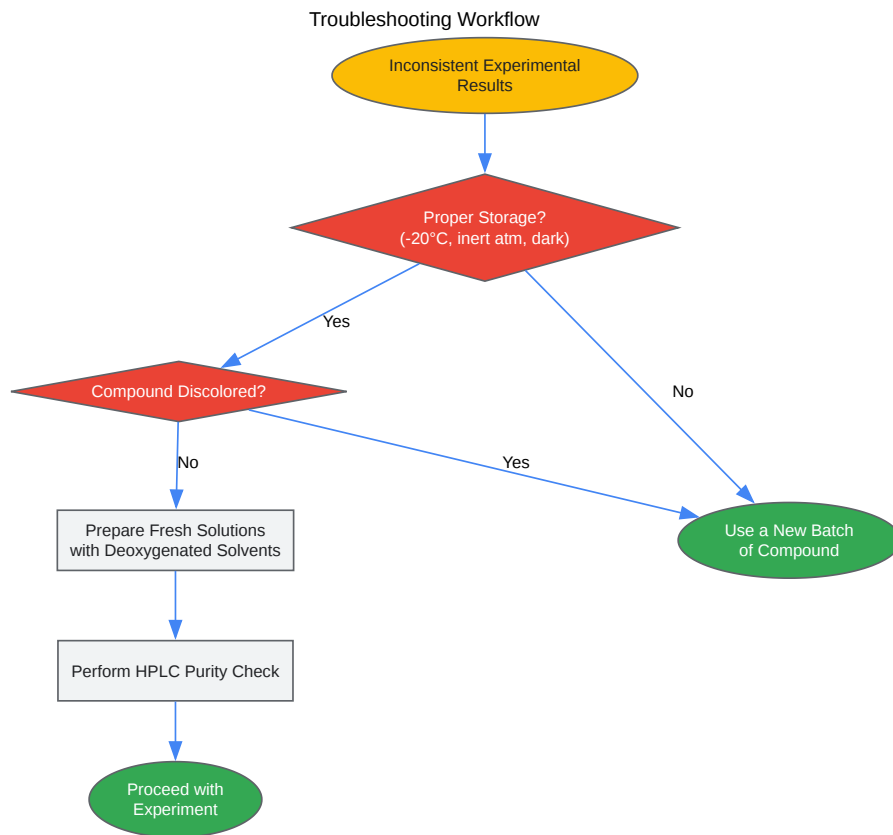 Troubleshooting Workflow
Inconsistent Experimental
Results
Proper Storage?
(-20°C, inert atm, dark)
Yes
No
Compound Discolored?
No
Yes
Prepare Fresh Solutions
with Deoxygenated Solvents
Use a New Batch
of Compound
Perform HPLC Purity Check
Proceed with
Experiment